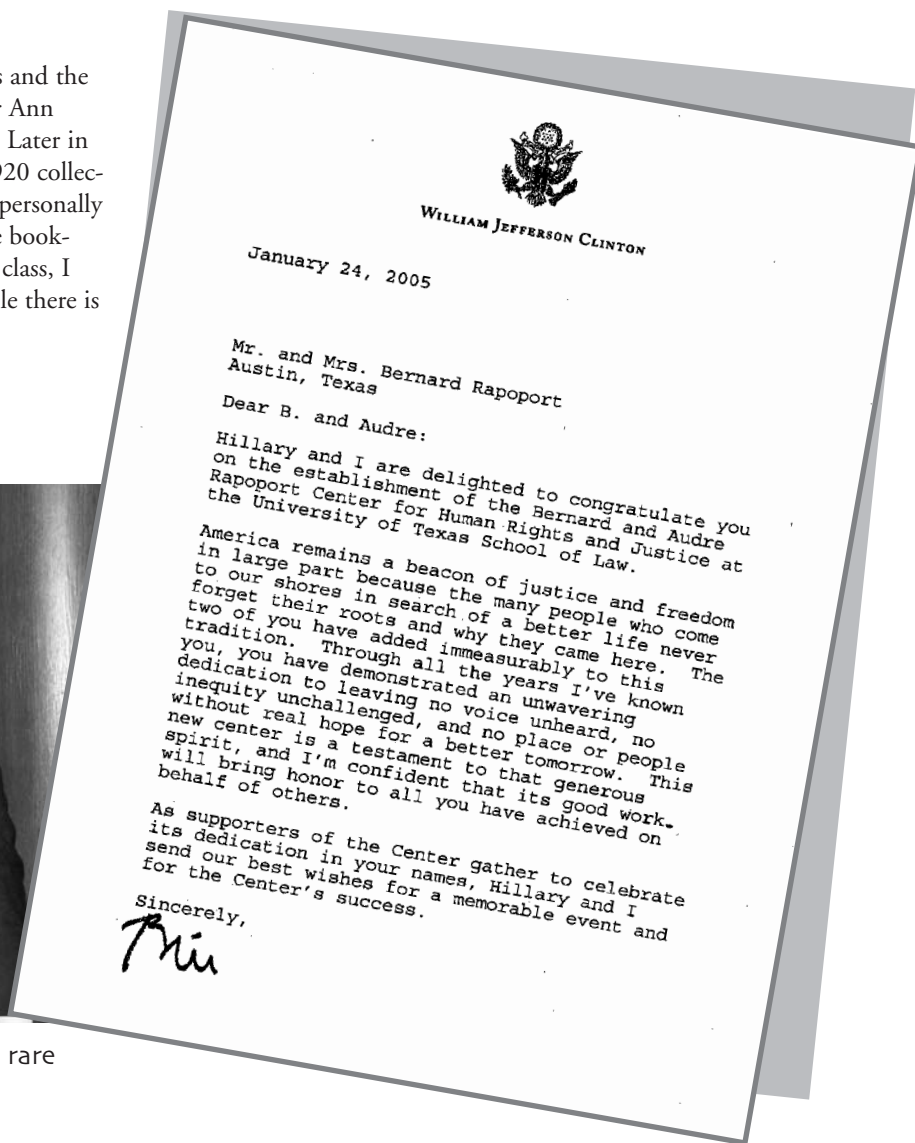 s and the
r Ann
Later in
920 collec-
personally
e book-
class, I
le there is
WILLIAM JEFFERSON CLINTON
January 24, 2005
Mr. and Mrs. Bernard Rapoport
Austin, Texas
Dear B. and Audre:
Hillary and I are delighted to congratulate you
on the establishment of the Bernard and Audre
Rapoport Center for Human Rights and Justice at
the University of Texas School of Law.
America remains a beacon of justice and freedom
in large part because the many people who come
to our shores in search of a better life never
forget their roots and why they came here. The
two of you have added immeasurably to this
tradition. Through all the years I've known
you, you have demonstrated an unwavering
dedication to leaving no voice unheard, no
inequity unchallenged, and no place or people
without real hope for a better tomorrow. This
new center is a testament to that generous
spirit, and I'm confident that its good work
will bring honor to all you have achieved on
behalf of others.
As supporters of the Center gather to celebrate
its dedication in your names, Hillary and I
send our best wishes for a memorable event and
for the Center's success.
Sincerely,
Bill
rare